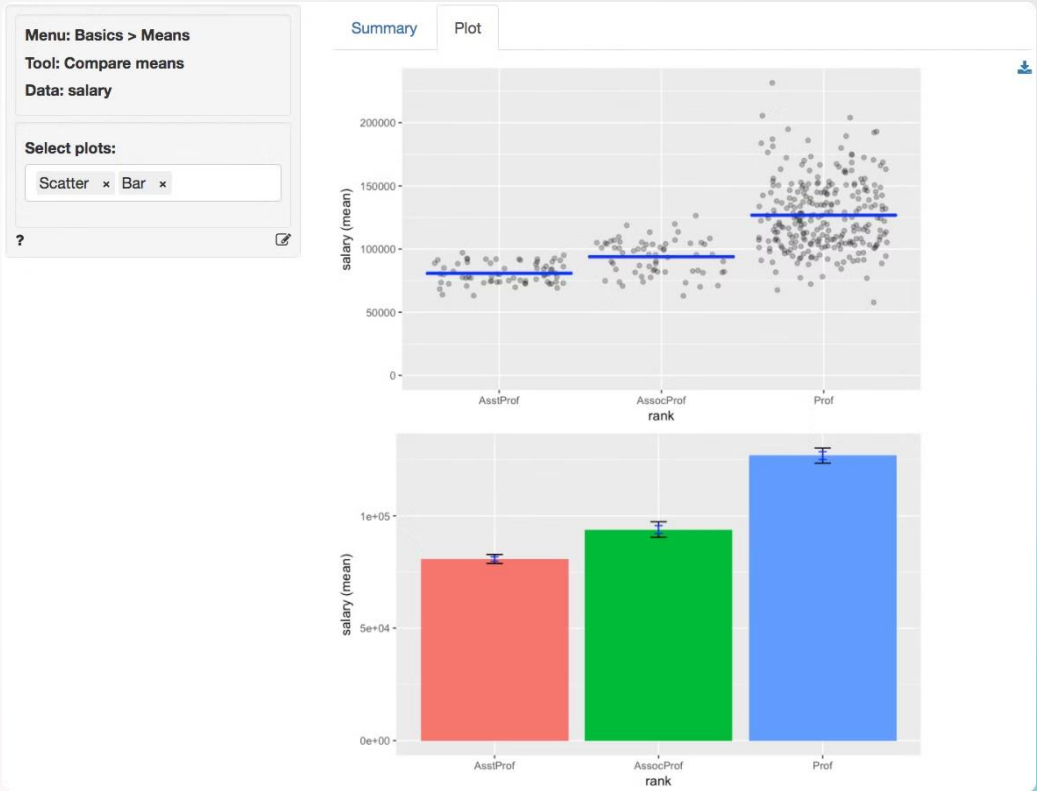 Menu: Basics > Means
Tool: Compare means
Data: salary
Select plots:
Scatter × Bar ×
?
Summary Plot
200000
150000
100000
50000
0
salary (mean)
AsstProf AssocProf Prof
rank
1e+05
5e+04
0e+00
salary (mean)
AsstProf AssocProf Prof
rank